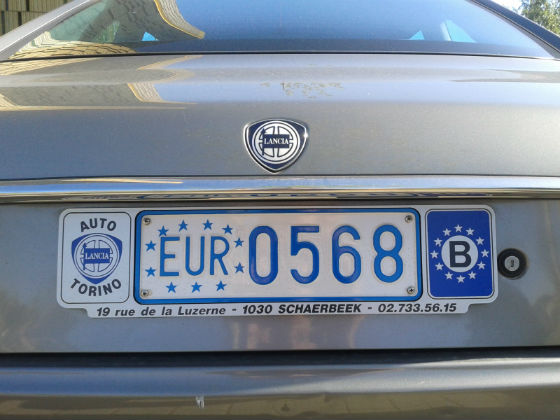 LANCIA
AUTO
LANCIA
TORINO
EUR 0568
B
19 rue de la Luzerne - 1030 SCHAERBEEK - 02.733.56.15